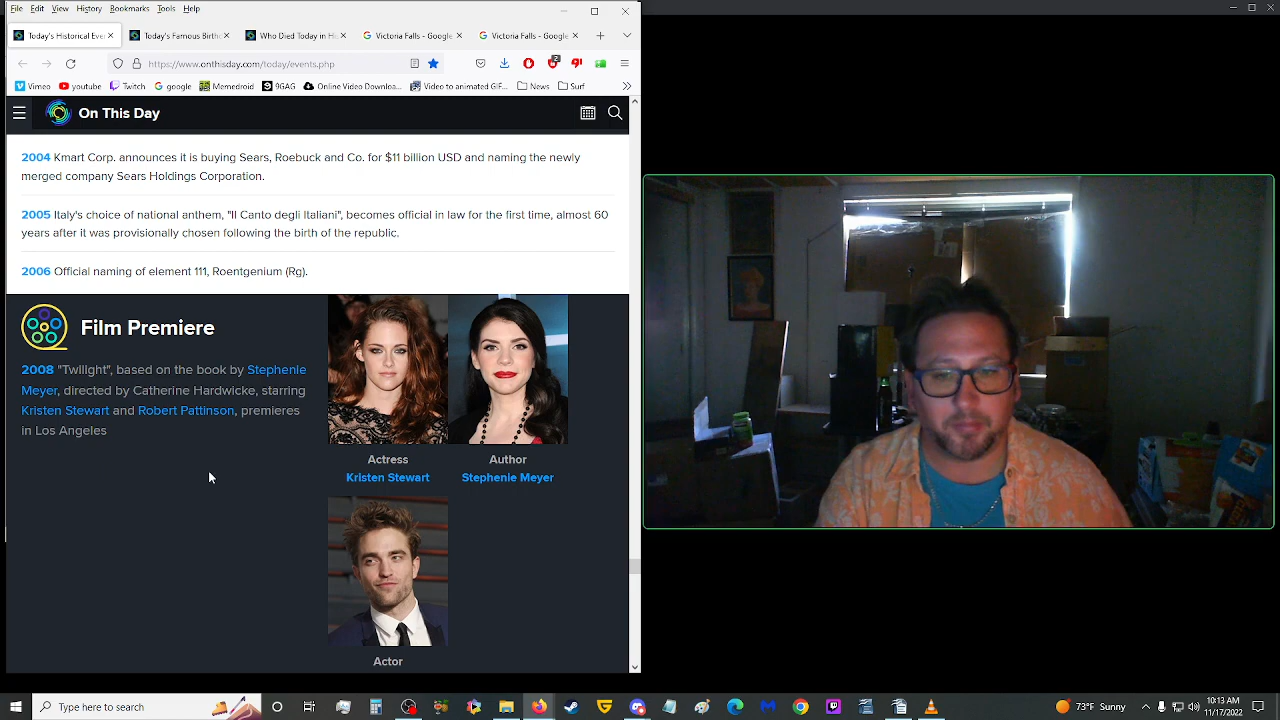 File Edit View History Bookmarks Tools Help
Today's Historical Eve
Today's Famous Birth
Who Died Today in Hi
Victoria Falls - Google
Victoria Falls - Google
https://www.onthisday.com/today/events.php
2
Vimeo youtube Twitch google Memedroid 9GAG Online Video Downloa... Video to animated GIF... News Surf
On This Day
2004 Kmart Corp. announces it is buying Sears, Roebuck and Co. for $11 billion USD and naming the newly
merged company Sears Holdings Corporation.
2005 Italy's choice of national anthem, "Il Canto degli Italiani", becomes official in law for the first time, almost 60
years after it was provisionally chosen following the birth of the republic.
2006 Official naming of element 111, Roentgenium (Rg).
Film Premiere
2008 "Twilight", based on the book by Stephenie
Meyer, directed by Catherine Hardwicke, starring
Kristen Stewart and Robert Pattinson, premieres
in Los Angeles
Actress
Kristen Stewart
Author
Stephenie Meyer
Actor
Type here to search
73°F Sunny
10:13 AM
11/17/2022